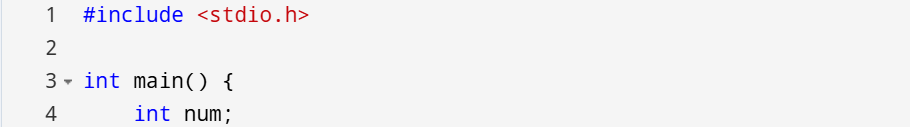 1 #include <stdio.h>
2
3 int main() {
4     int num;